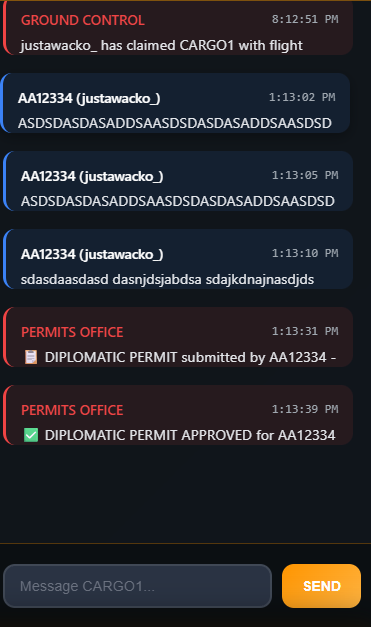 GROUND CONTROL 8:12:51 PM
justawacko_ has claimed CARGO1 with flight
AA12334 (justawacko_) 1:13:02 PM
ASDSDASDASADDSAASDSDASDASADDSAASDSD
AA12334 (justawacko_) 1:13:05 PM
ASDSDASDASADDSAASDSDASDASADDSAASDSD
AA12334 (justawacko_) 1:13:10 PM
sdasdaasdasd dasnjdsjabdsa sdajkdnajnasdjds
PERMITS OFFICE 1:13:31 PM
📋 DIPLOMATIC PERMIT submitted by AA12334 -
PERMITS OFFICE 1:13:39 PM
✅ DIPLOMATIC PERMIT APPROVED for AA12334
Message CARGO1... SEND